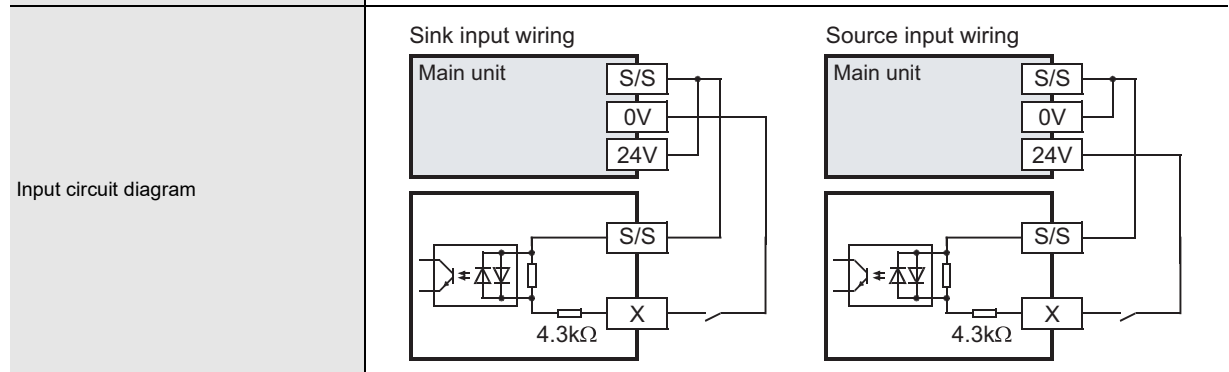 Input circuit diagram
Sink input wiring
Main unit
S/S
0V
24V
S/S
X
4.3kΩ
Source input wiring
Main unit
S/S
0V
24V
S/S
X
4.3kΩ